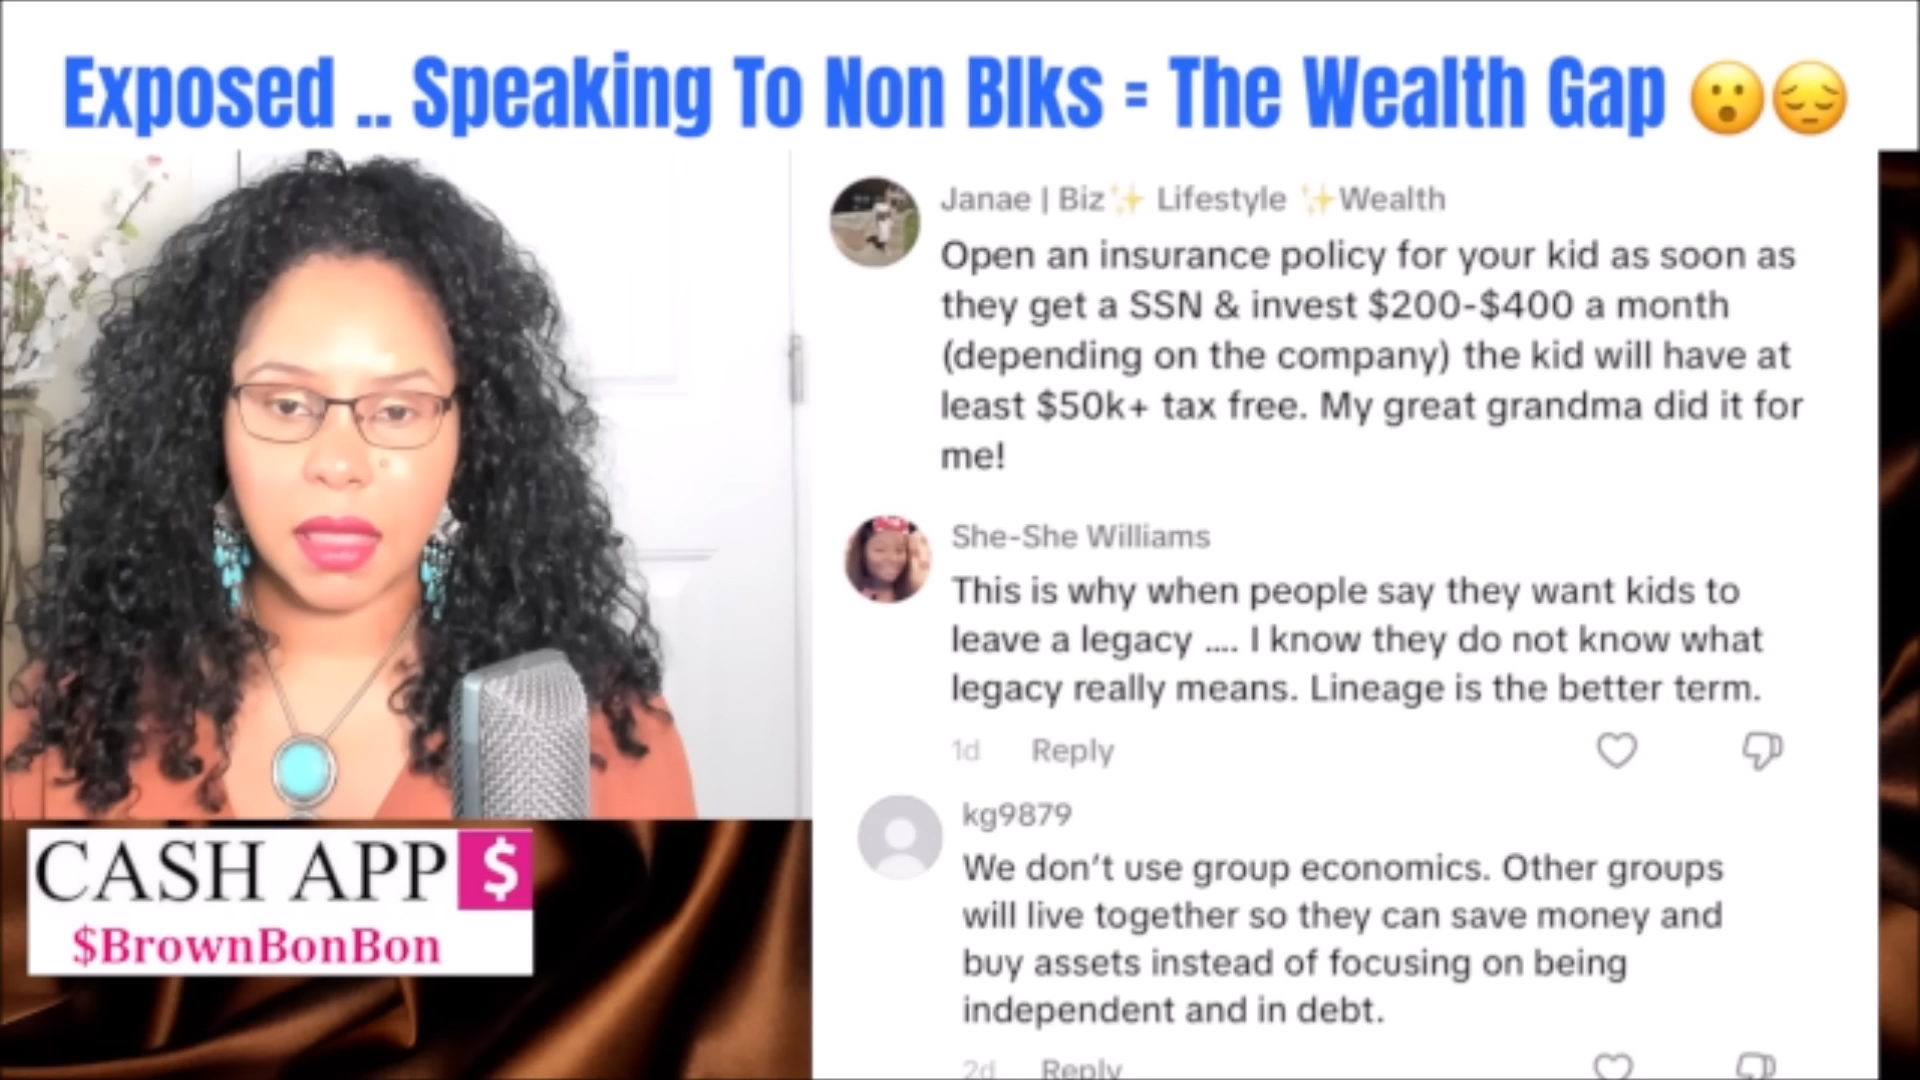 Exposed .. Speaking To Non Blks = The Wealth Gap 😮😔
Janae | Biz✨ Lifestyle ✨Wealth
Open an insurance policy for your kid as soon as
they get a SSN & invest $200-$400 a month
(depending on the company) the kid will have at
least $50k+ tax free. My great grandma did it for
me!
She-She Williams
This is why when people say they want kids to
leave a legacy .... I know they do not know what
legacy really means. Lineage is the better term.
1d Reply
kg9879
We don’t use group economics. Other groups
will live together so they can save money and
buy assets instead of focusing on being
independent and in debt.
2d Reply
CASH APP $
$BrownBonBon